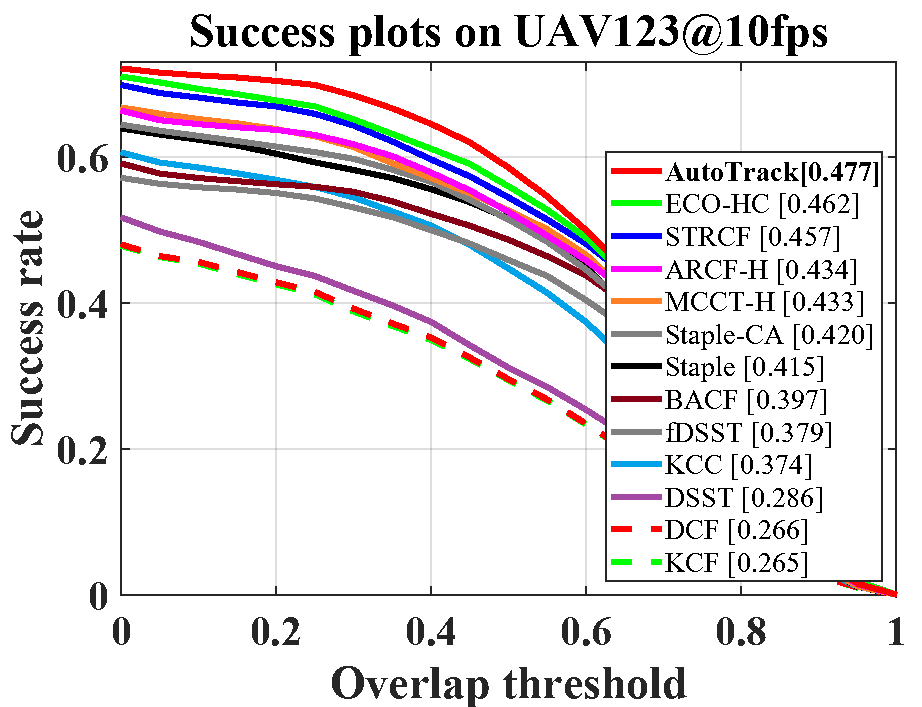 Success plots on UAV123@10fps
Success rate
0.6
0.4
0.2
0
AutoTrack[0.477]
ECO-HC [0.462]
STRCF [0.457]
ARCF-H [0.434]
MCCT-H [0.433]
Staple-CA [0.420]
Staple [0.415]
BACF [0.397]
fDSST [0.379]
KCC [0.374]
DSST [0.286]
DCF [0.266]
KCF [0.265]
0 0.2 0.4 0.6 0.8 1
Overlap threshold